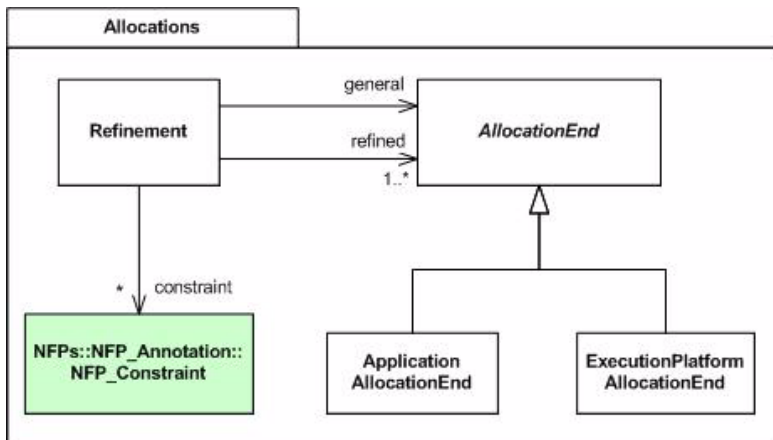 Allocations
general
Refinement
AllocationEnd
refined
1..*
* constraint
NFPs::NFP_Annotation::
NFP_Constraint
Application
AllocationEnd
ExecutionPlatform
AllocationEnd